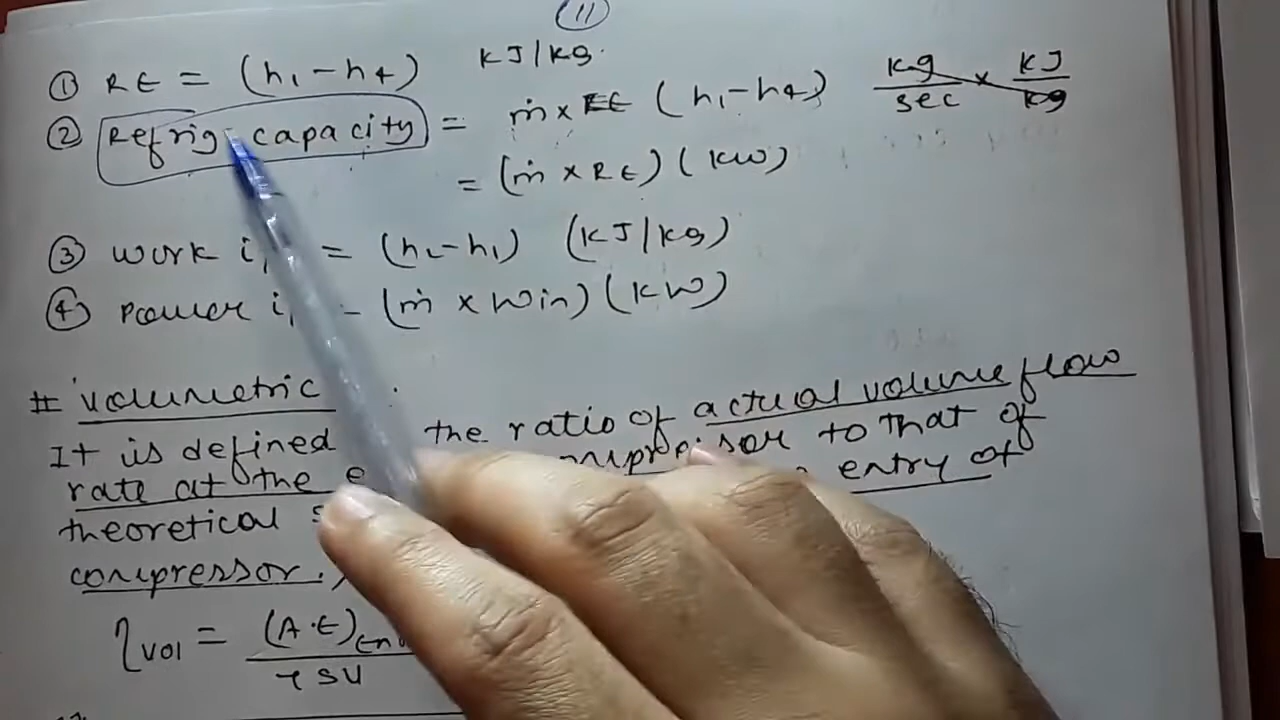 11
① RE = (h₁-h₄) KJ/kg.
② Refrig capacity = ṁ x (h₁-h₄) kg/sec x KJ/kg
= (ṁ x RE) (KW)
③ work = (h₂-h₁) (KJ/kg)
④ (ṁ x Win) (KW)
# Volumetric
It is defined the ratio of actual volume flow
rate at the to that of
theoretical entry of
compressor.
ηvol = (A.E) / TSV